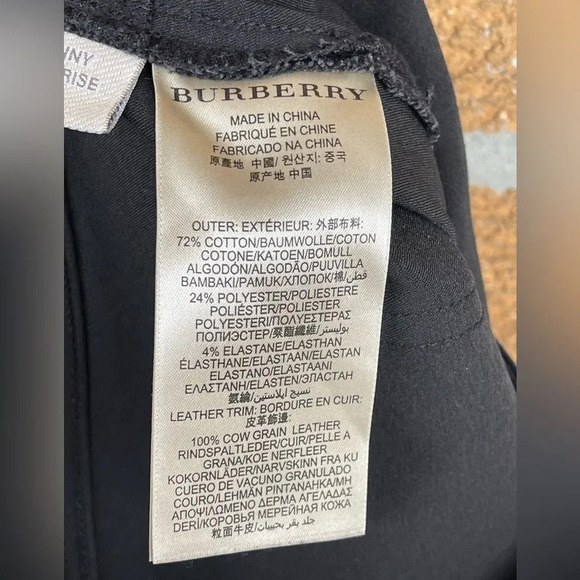 NNY
RISE
BURBERRY
MADE IN CHINA
FABRIQUÉ EN CHINE
FABRICADO NA CHINA
原產地 中國/ 원산지: 중국
原产地 中国
OUTER: EXTÉRIEUR: 外部布料:
72% COTTON/BAUMWOLLE/COTON
COTONE/KATOEN/BOMULL
ALGODÓN/ALGODÃO/PUUVILLA
BAMBAKI/PAMUK/ХЛОПОК/棉/قطن
24% POLYESTER/POLIESTERE
POLIÉSTER/POLIESTER
POLYESTERI/ΠΟΛΥΕΣΤΕΡΑΣ
ПОЛИЭСТЕР/聚酯纖維/بوليستر
4% ELASTANE/ELASTHAN
ÉLASTHANE/ELASTAAN/ELASTAN
ELASTANO/ELASTAANI
ΕΛΑΣΤΑΝΗ/ELASTEN/ЭЛАСТАН
氨綸/نسيج ايلاستين
LEATHER TRIM: BORDURE EN CUIR:
皮革飾邊:
100% COW GRAIN LEATHER
RINDSPALTLEDER/CUIR/PELLE A
GRANA/KOE NERFLEER
KOKORNLÄDER/NARVSKINN FRA KU
CUERO DE VACUNO GRANULADO
COURO/LEHMÄN PINTANAHKA/ΜΗ
ΑΠΟΨΙΛΩΜΕΝΟ ΔΕΡΜΑ ΑΓΕΛΑΔΑΣ
DERİ/КОРОВЬЯ МЕРЕЙНАЯ КОЖА
粒面牛皮/جلد بقر بحبيبات